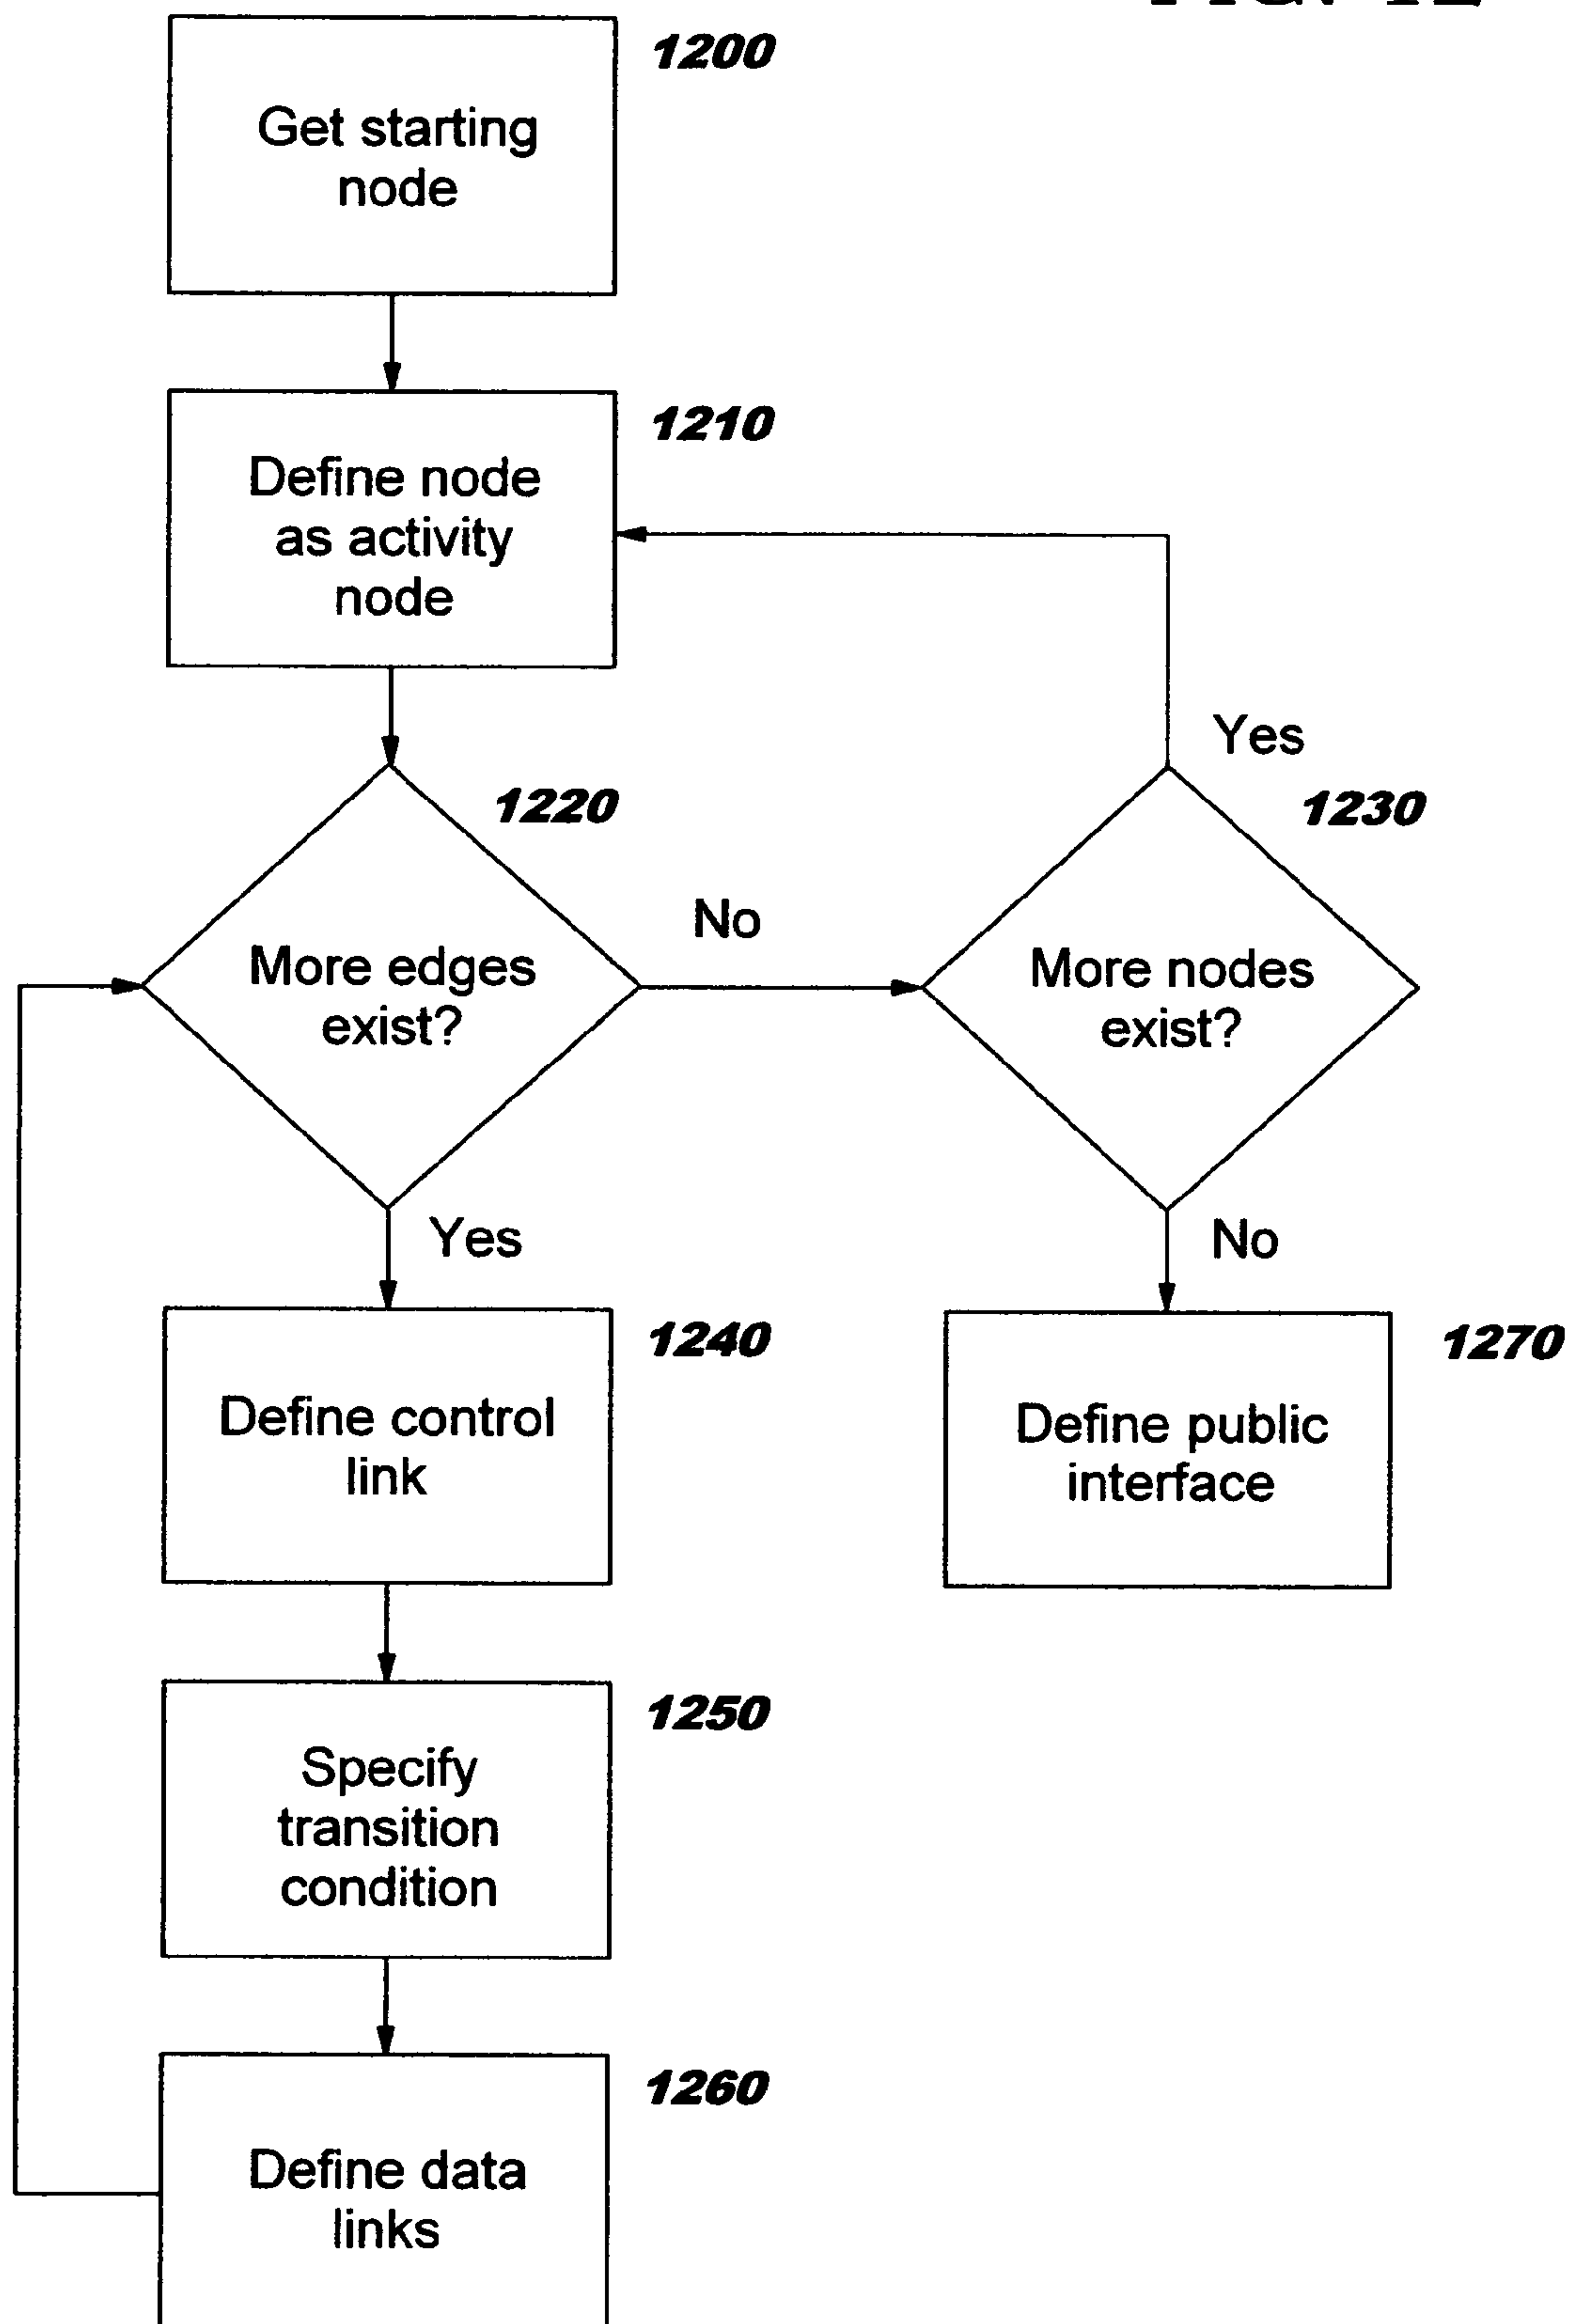 1200
Get starting
node
1210
Define node
as activity
node
Yes
1220
1230
No
More edges
exist?
More nodes
exist?
Yes
No
1240
1270
Define control
link
Define public
interface
1250
Specify
transition
condition
1260
Define data
links